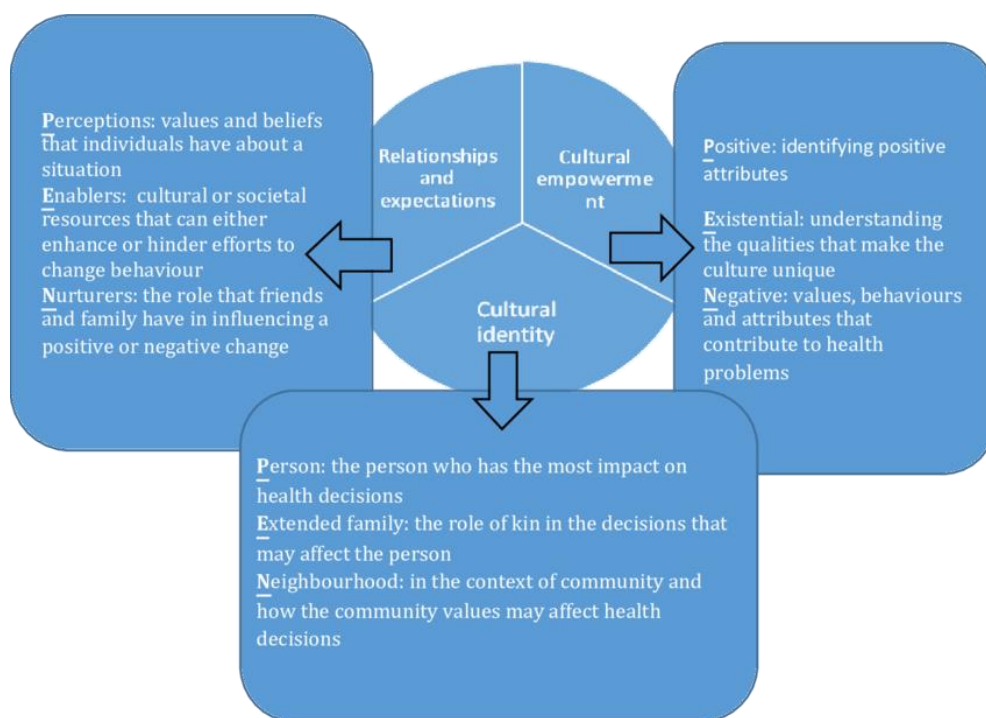 Perceptions: values and beliefs
that individuals have about a
situation
Enablers:  cultural or societal
resources that can either
enhance or hinder efforts to
change behaviour
Nurturers: the role that friends
and family have in influencing a
positive or negative change
Relationships
and
expectations
Cultural
empowerme
nt
Cultural
identity
Positive: identifying positive
attributes
Existential: understanding
the qualities that make the
culture unique
Negative: values, behaviours
and attributes that
contribute to health
problems
Person: the person who has the most impact on
health decisions
Extended family: the role of kin in the decisions that
may affect the person
Neighbourhood: in the context of community and
how the community values may affect health
decisions